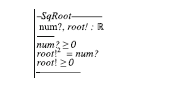 SqRoot
num?, root! : ℝ
num? ≥ 0
root!² = num?
root! ≥ 0